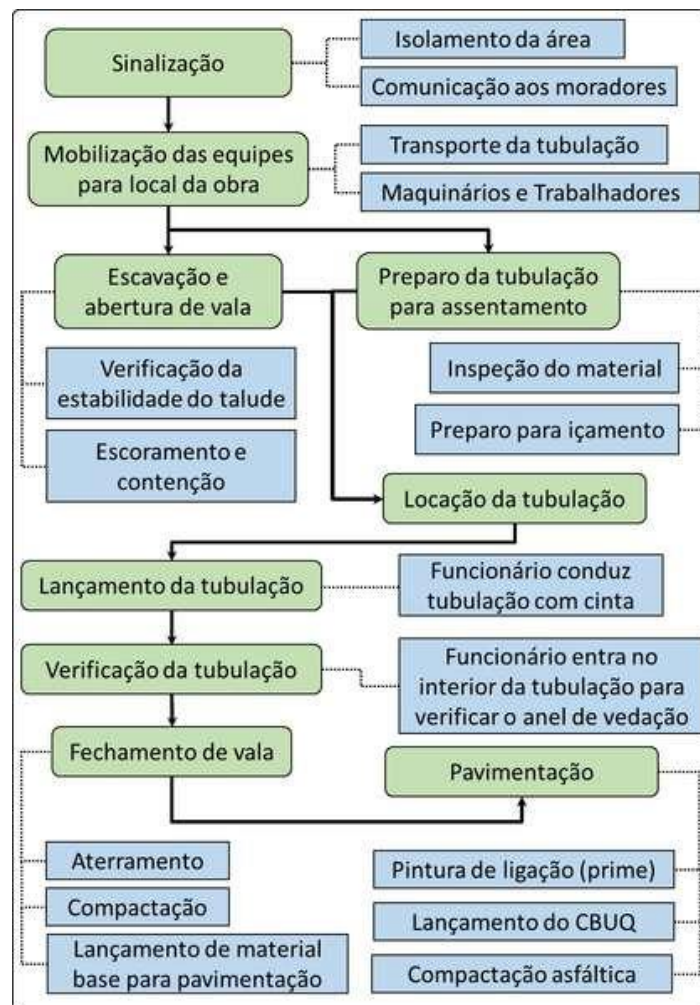 Sinalização
Isolamento da área
Comunicação aos moradores
Mobilização das equipes
para local da obra
Transporte da tubulação
Maquinários e Trabalhadores
Escavação e
abertura de vala
Preparo da tubulação
para assentamento
Verificação da
estabilidade do talude
Escoramento e
contenção
Inspeção do material
Preparo para içamento
Locação da tubulação
Lançamento da tubulação
Funcionário conduz
tubulação com cinta
Verificação da tubulação
Funcionário entra no
interior da tubulação para
verificar o anel de vedação
Fechamento de vala
Pavimentação
Aterramento
Compactação
Lançamento de material
base para pavimentação
Pintura de ligação (prime)
Lançamento do CBUQ
Compactação asfáltica